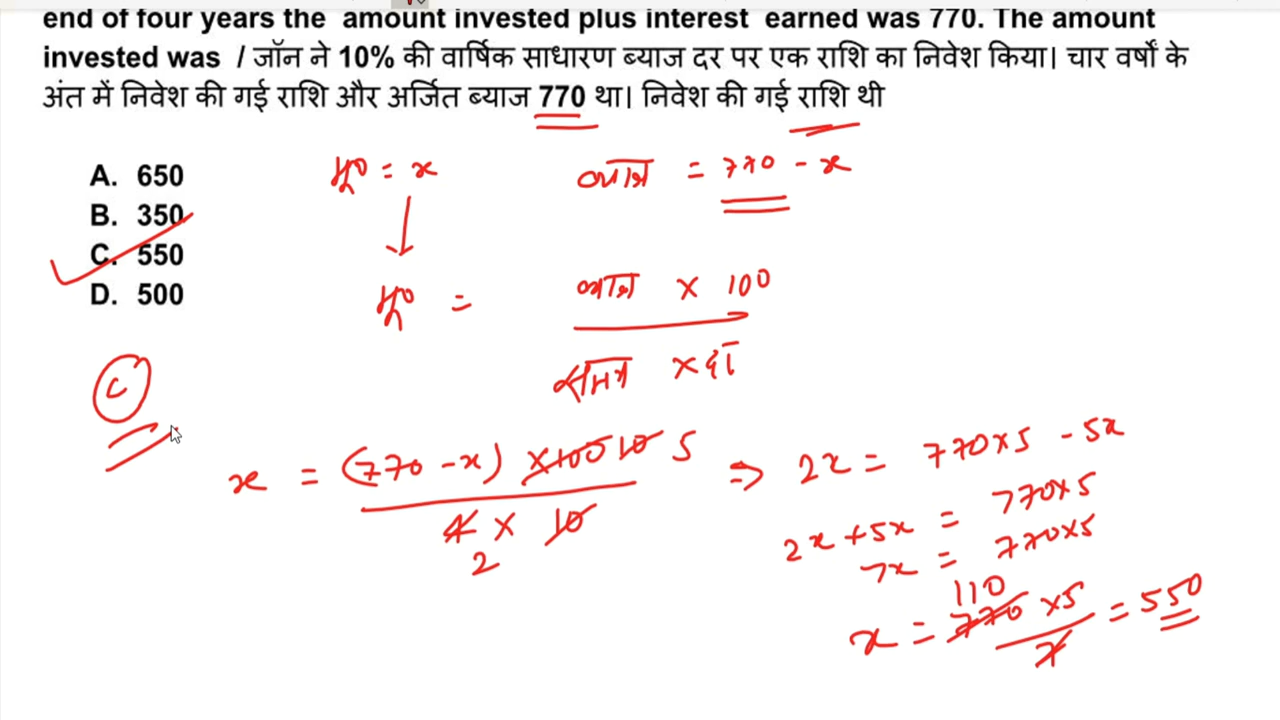 end of four years the amount invested plus interest earned was 770. The amount
invested was / जॉन ने 10% की वार्षिक साधारण ब्याज दर पर एक राशि का निवेश किया। चार वर्षों के
अंत में निवेश की गई राशि और अर्जित ब्याज 770 था। निवेश की गई राशि थी
A. 650
B. 350
C. 550
D. 500
मू० = x
ब्याज = 770 - x
मू० = ब्याज × 100
समय × दर
C
x = (770 - x) × 100 10 5
4 × 10
2
⇒ 2x = 770×5 - 5x
2x + 5x = 770×5
7x = 770×5
110
x = 770 × 5 = 550
7